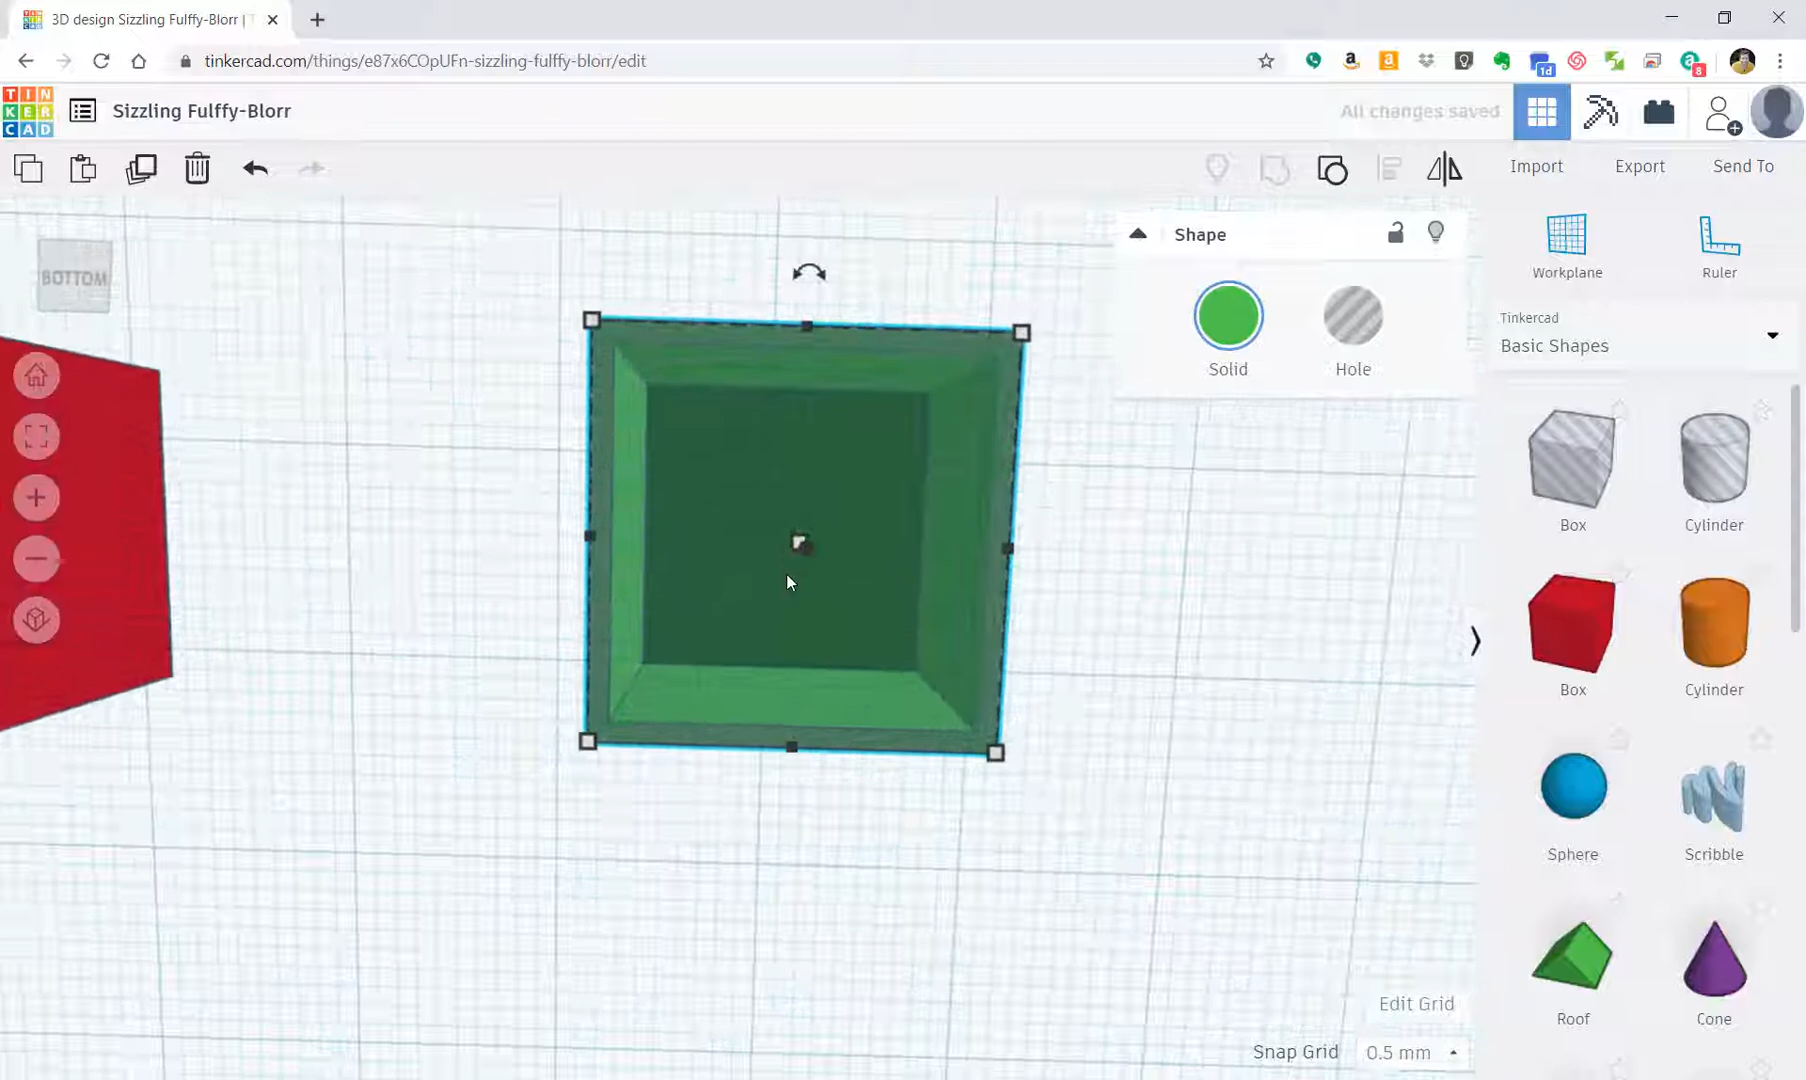 3D design Sizzling Fulffy-Blorr | T
tinkercad.com/things/e87x6COpUFn-sizzling-fulffy-blorr/edit
1d
8
TIN
KER
CAD
Sizzling Fulffy-Blorr
All changes saved
Import
Export
Send To
BOTTOM
Shape
Solid
Hole
Workplane
Ruler
Tinkercad
Basic Shapes
Box
Cylinder
Box
Cylinder
Sphere
Scribble
Roof
Cone
Edit Grid
Snap Grid
0.5 mm